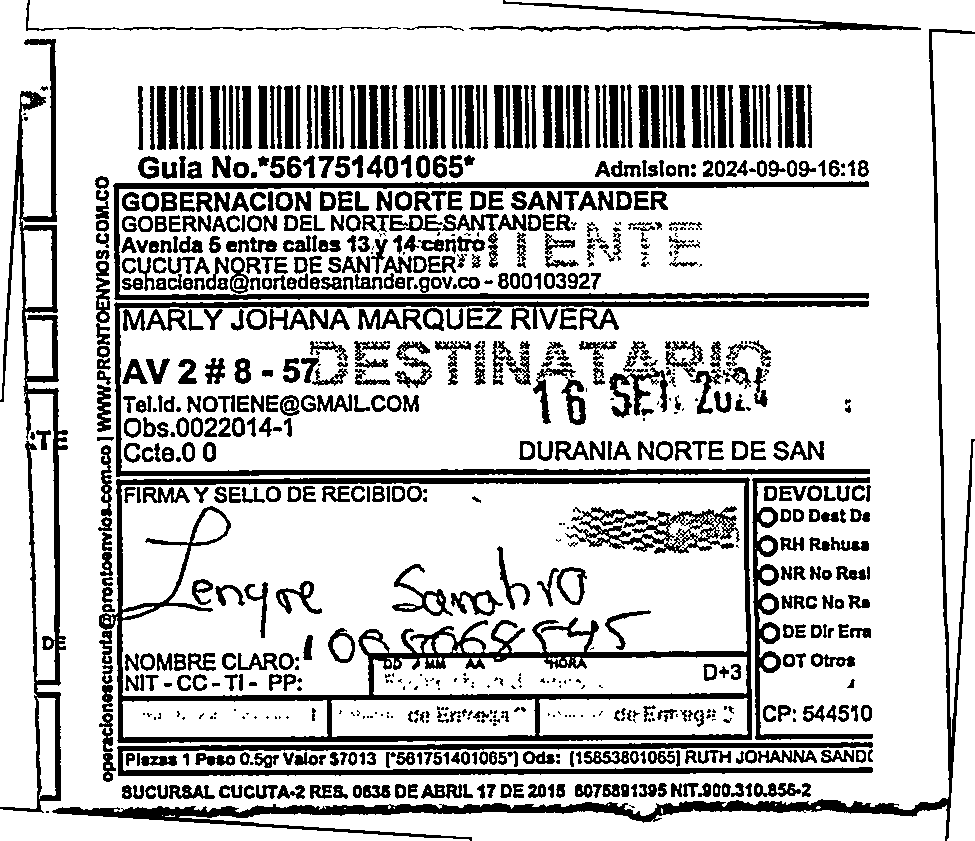 Guia No.*561751401065*
Admision: 2024-09-09-16:18
GOBERNACION DEL NORTE DE SANTANDER
GOBERNACION DEL NORTE DE SANTANDER
Avenida 5 entre calles 13 y 14 centro
CUCUTA NORTE DE SANTANDER
sehacienda@nortedesantander.gov.co - 800103927
MARLY JOHANA MARQUEZ RIVERA
DESTINATARIO
AV 2 # 8 - 57
16 SET. 2024
Tel.Id. NOTIENE@GMAIL.COM
Obs.0022014-1
Ccte.0 0
DURANIA NORTE DE SAN
FIRMA Y SELLO DE RECIBIDO:
Sanabro
NOMBRE CLARO:
NIT - CC - TI - PP:
DD MM AA HORA
D+3
de Entrega
de Entrega
DEVOLUCI
DD Dest De
RH Rehusa
NR No Resi
NRC No Re
DE Dir Erra
OT Otros
CP: 544510
Piezas 1 Peso 0.5gr Valor $7013 [*561751401065*] Ods: [15853801065] RUTH JOHANNA SANDO
SUCURSAL CUCUTA-2 RES. 0635 DE ABRIL 17 DE 2015 6075891395 NIT.900.310.856-2
operacionescucuta@prontoenvios.com.co | WWW.PRONTOENVIOS.COM.CO
TE
DE